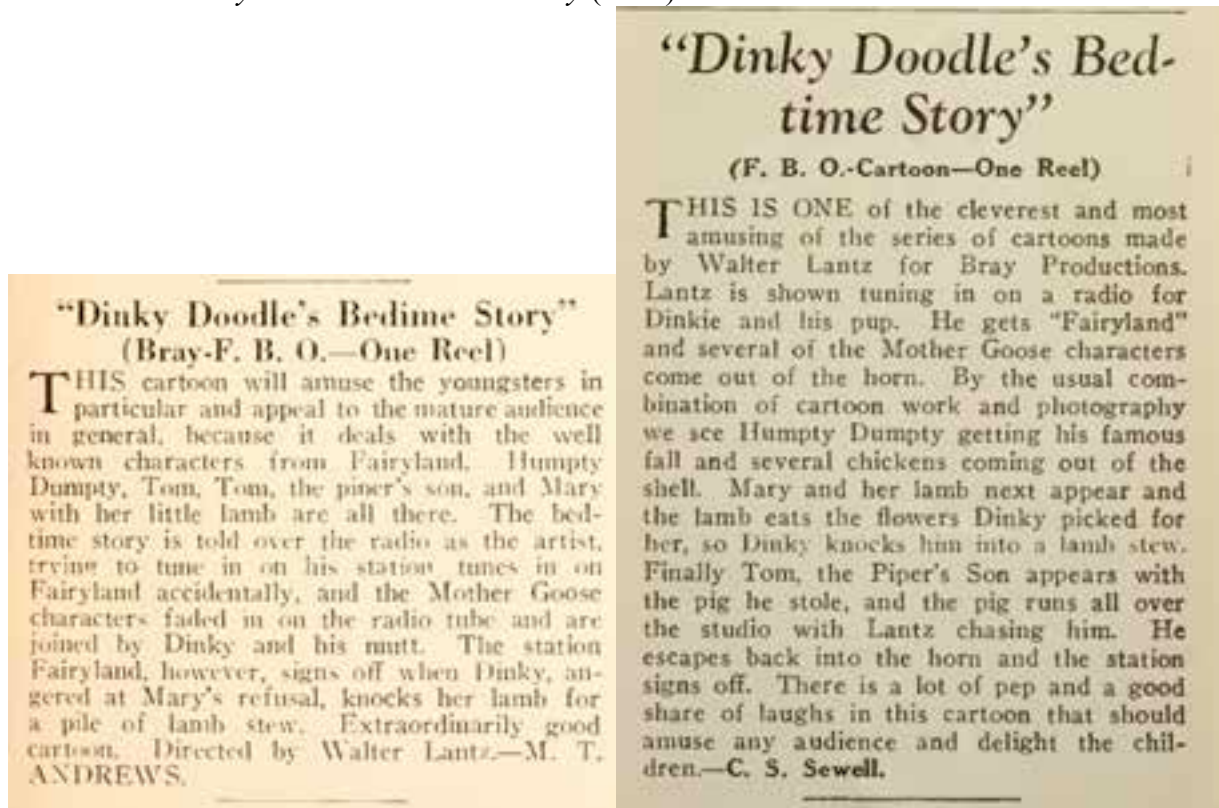 "Dinky Doodle's Bedime Story"
(Bray-F. B. O.—One Reel)
THIS cartoon will amuse the youngsters in
particular and appeal to the mature audience
in general, because it deals with the well
known characters from Fairyland. Humpty
Dumpty, Tom, Tom, the piper's son, and Mary
with her little lamb are all there. The bed-
time story is told over the radio as the artist,
trying to tune in on his station tunes in on
Fairyland accidentally, and the Mother Goose
characters faded in on the radio tube and are
joined by Dinky and his mutt. The station
Fairyland, however, signs off when Dinky, an-
gered at Mary's refusal, knocks her lamb for
a pile of lamb stew. Extraordinarily good
cartoon. Directed by Walter Lantz.—M. T.
ANDREWS.
"Dinky Doodle's Bed-
time Story"
(F. B. O.-Cartoon—One Reel)
THIS IS ONE of the cleverest and most
amusing of the series of cartoons made
by Walter Lantz for Bray Productions.
Lantz is shown tuning in on a radio for
Dinkie and his pup. He gets "Fairyland"
and several of the Mother Goose characters
come out of the horn. By the usual com-
bination of cartoon work and photography
we see Humpty Dumpty getting his famous
fall and several chickens coming out of the
shell. Mary and her lamb next appear and
the lamb eats the flowers Dinky picked for
her, so Dinky knocks him into a lamb stew.
Finally Tom, the Piper's Son appears with
the pig he stole, and the pig runs all over
the studio with Lantz chasing him. He
escapes back into the horn and the station
signs off. There is a lot of pep and a good
share of laughs in this cartoon that should
amuse any audience and delight the chil-
dren.—C. S. Sewell.